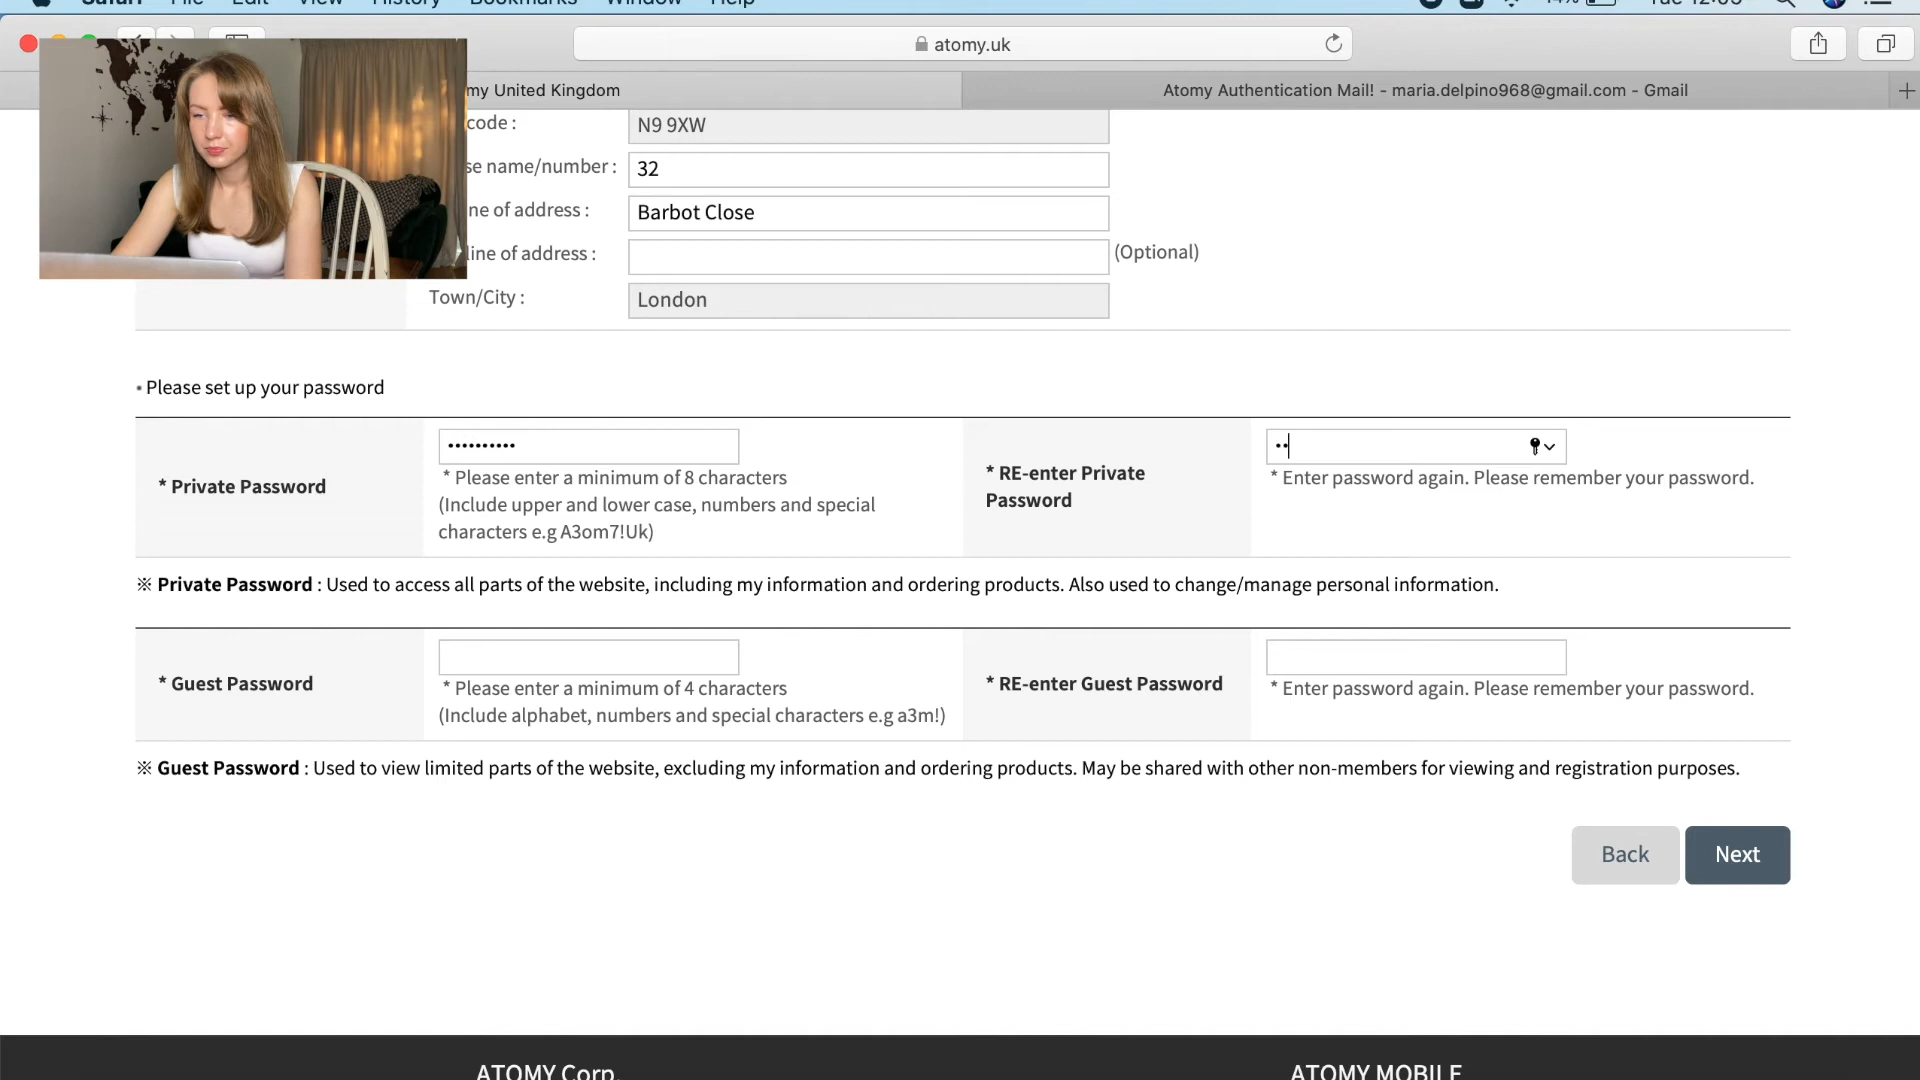 atomy.uk
my United Kingdom
Atomy Authentication Mail! - maria.delpino968@gmail.com - Gmail
code :
N9 9XW
se name/number :
32
ne of address :
Barbot Close
line of address :
(Optional)
Town/City :
London
Please set up your password
* Private Password
* Please enter a minimum of 8 characters
(Include upper and lower case, numbers and special
characters e.g A3om7!Uk)
* RE-enter Private
Password
* Enter password again. Please remember your password.
※ Private Password : Used to access all parts of the website, including my information and ordering products. Also used to change/manage personal information.
* Guest Password
* Please enter a minimum of 4 characters
(Include alphabet, numbers and special characters e.g a3m!)
* RE-enter Guest Password
* Enter password again. Please remember your password.
※ Guest Password : Used to view limited parts of the website, excluding my information and ordering products. May be shared with other non-members for viewing and registration purposes.
Back
Next
ATOMY Corp.
ATOMY MOBILE